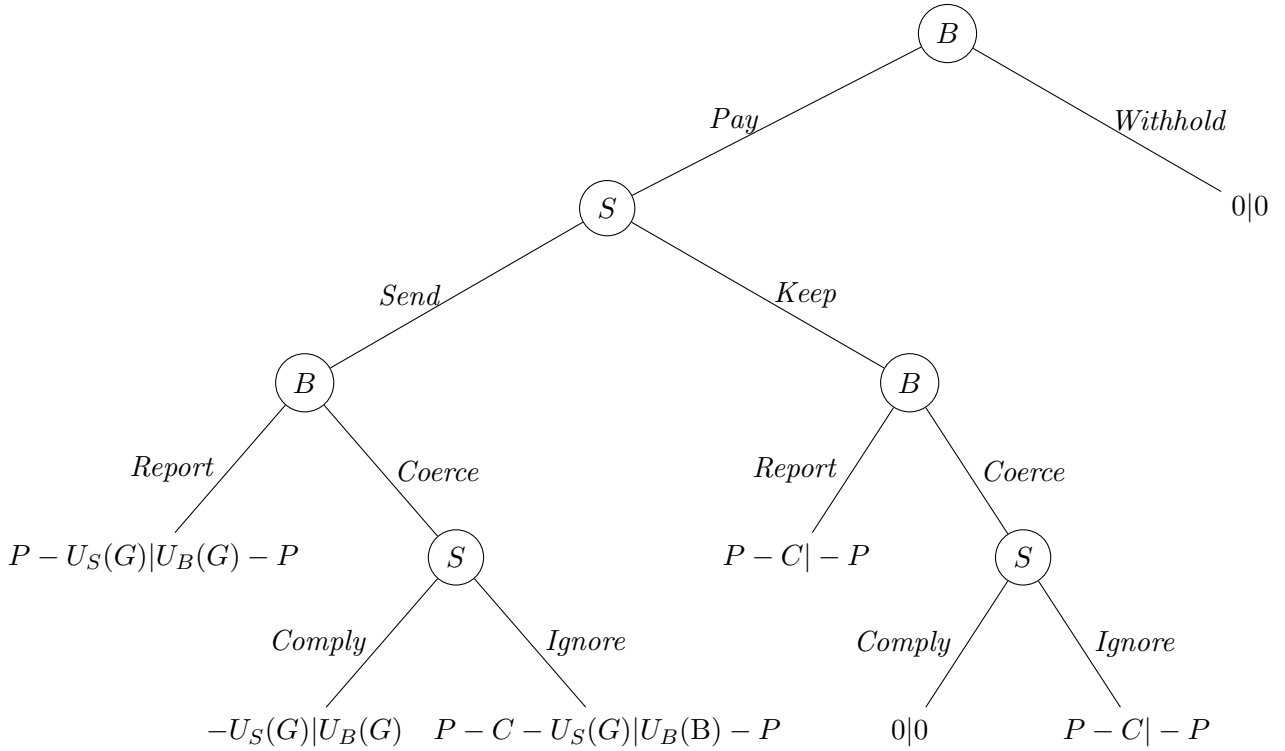 B
Pay
Withhold
S
0|0
Send
Keep
B
B
Report
Coerce
Report
Coerce
P − U_S(G)|U_B(G) − P
S
P − C| − P
S
Comply
Ignore
Comply
Ignore
−U_S(G)|U_B(G)
P − C − U_S(G)|U_B(B) − P
0|0
P − C| − P